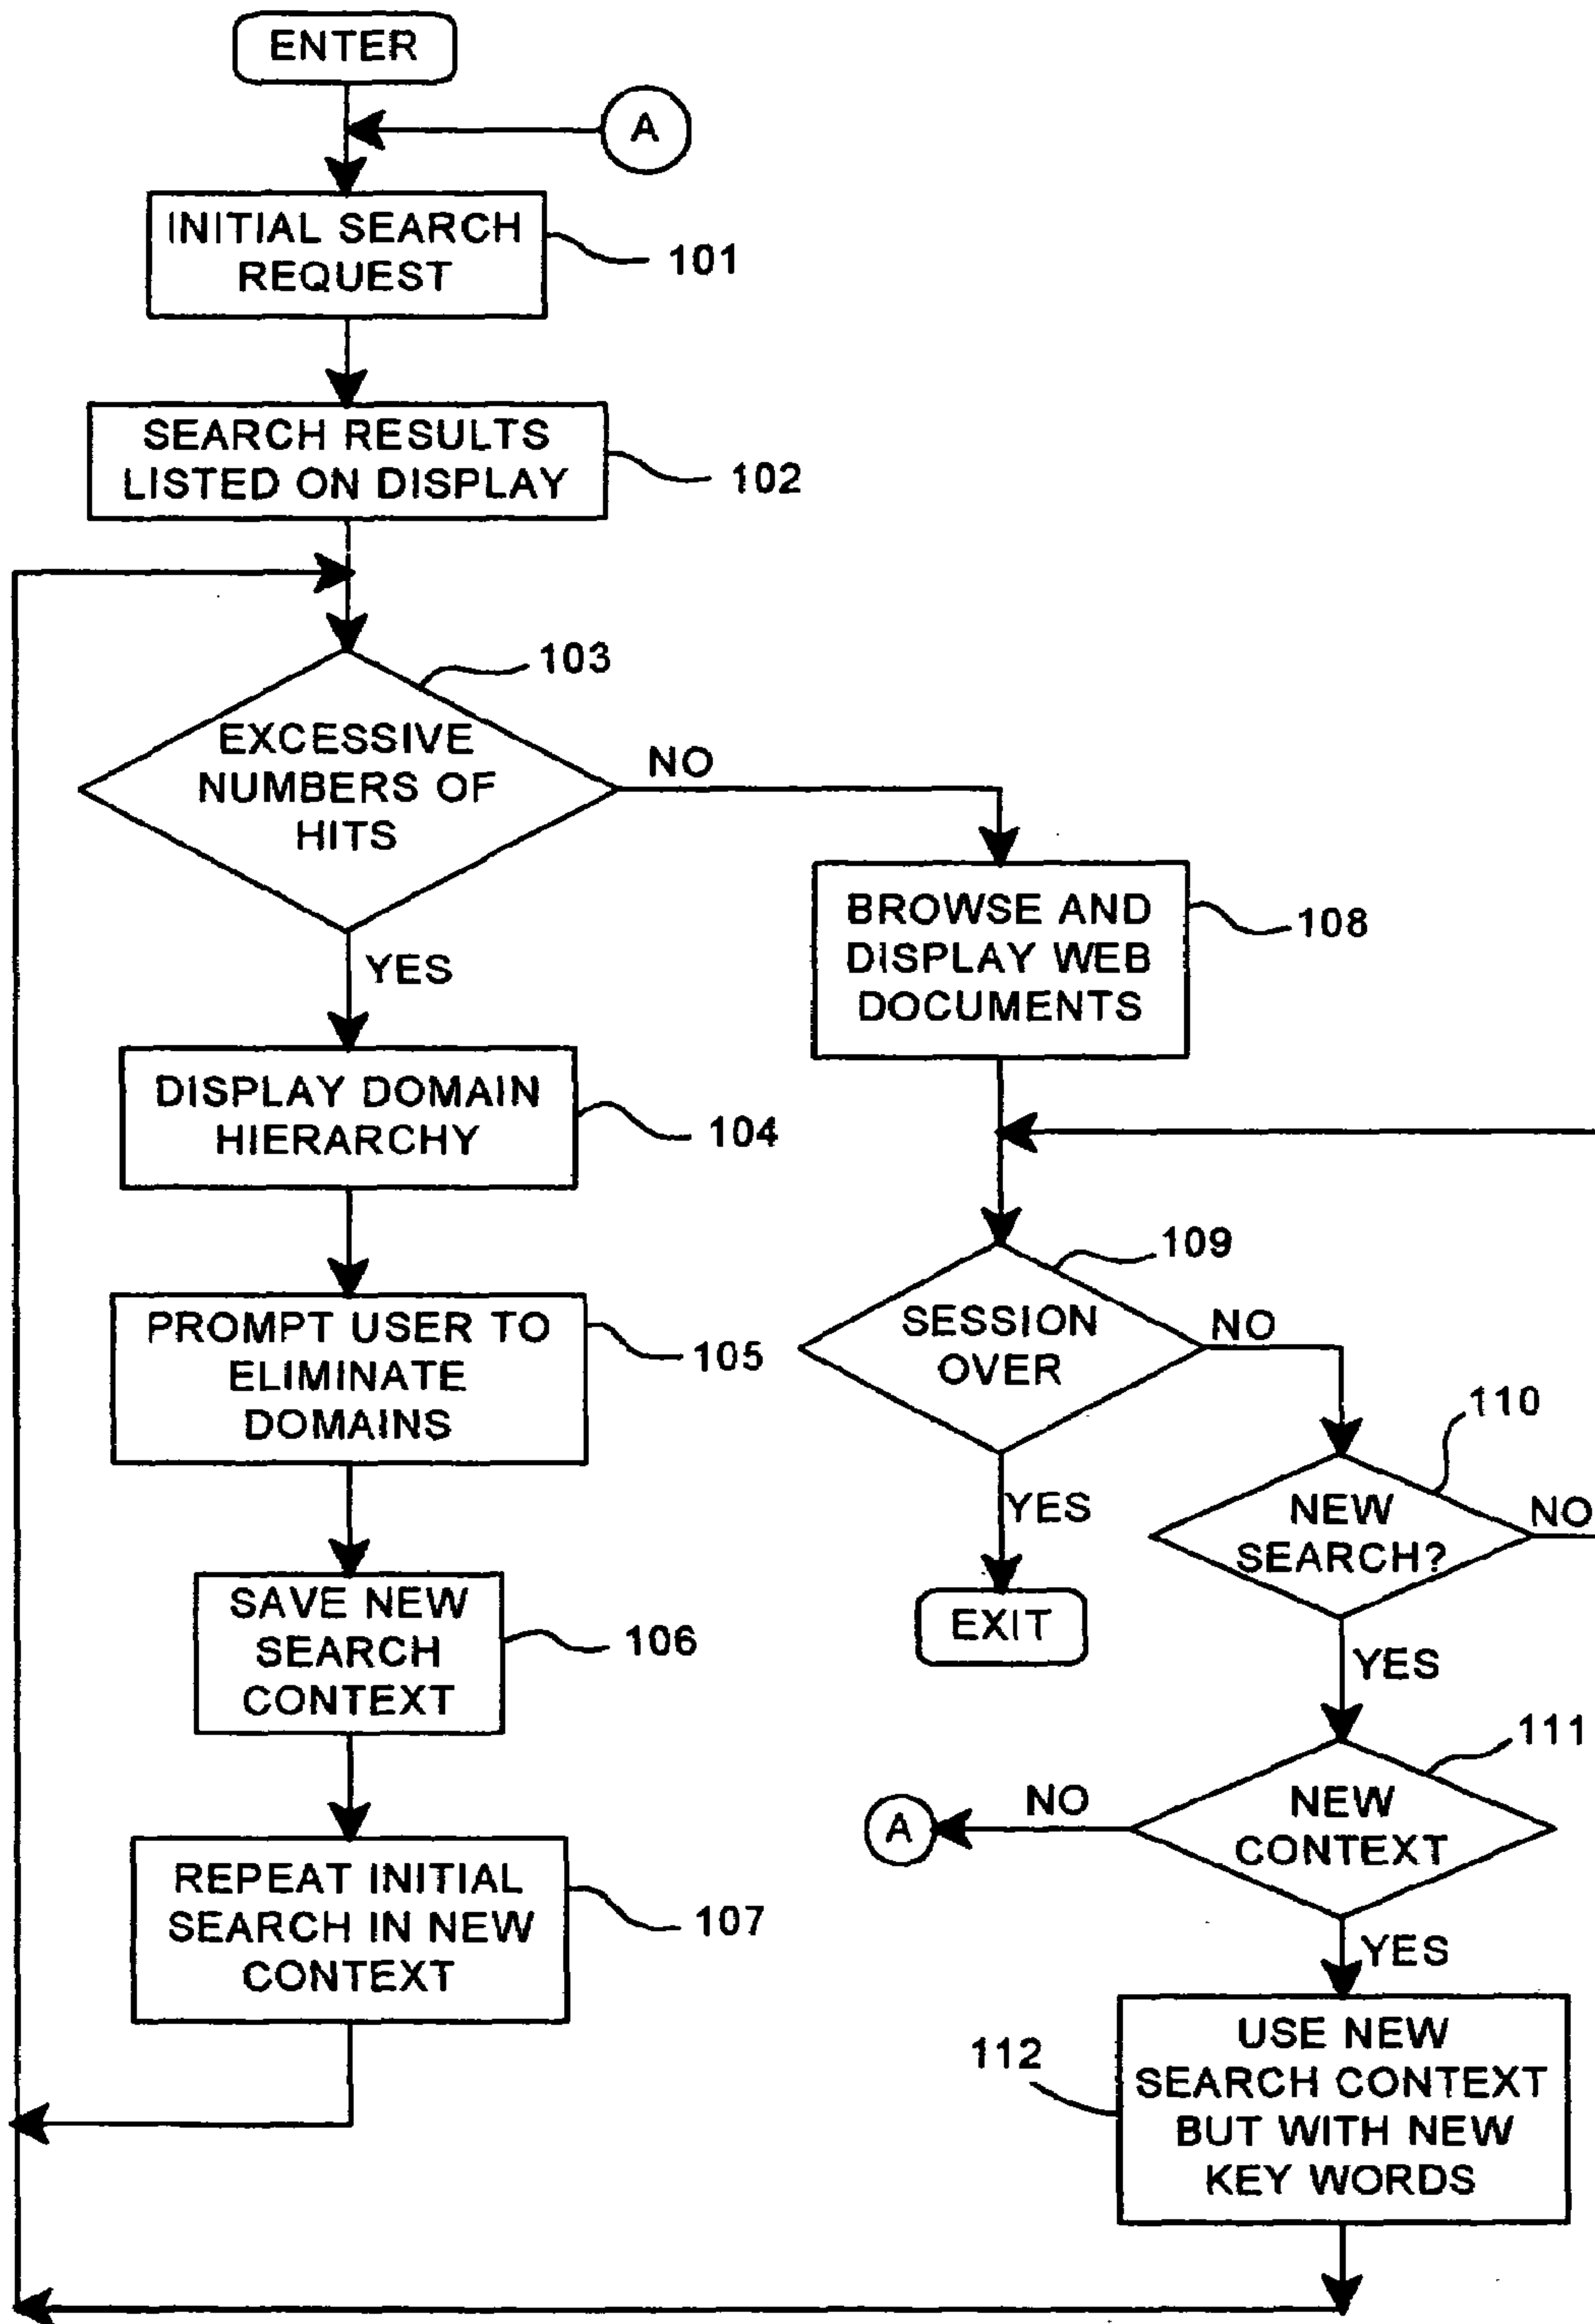 ENTER
A
INITIAL SEARCH
REQUEST
101
SEARCH RESULTS
LISTED ON DISPLAY
102
103
EXCESSIVE
NUMBERS OF
HITS
NO
YES
BROWSE AND
DISPLAY WEB
DOCUMENTS
108
DISPLAY DOMAIN
HIERARCHY
104
109
SESSION
OVER
NO
YES
PROMPT USER TO
ELIMINATE
DOMAINS
105
110
NEW
SEARCH?
NO
YES
EXIT
SAVE NEW
SEARCH
CONTEXT
106
111
NEW
CONTEXT
NO
A
YES
REPEAT INITIAL
SEARCH IN NEW
CONTEXT
107
112
USE NEW
SEARCH CONTEXT
BUT WITH NEW
KEY WORDS